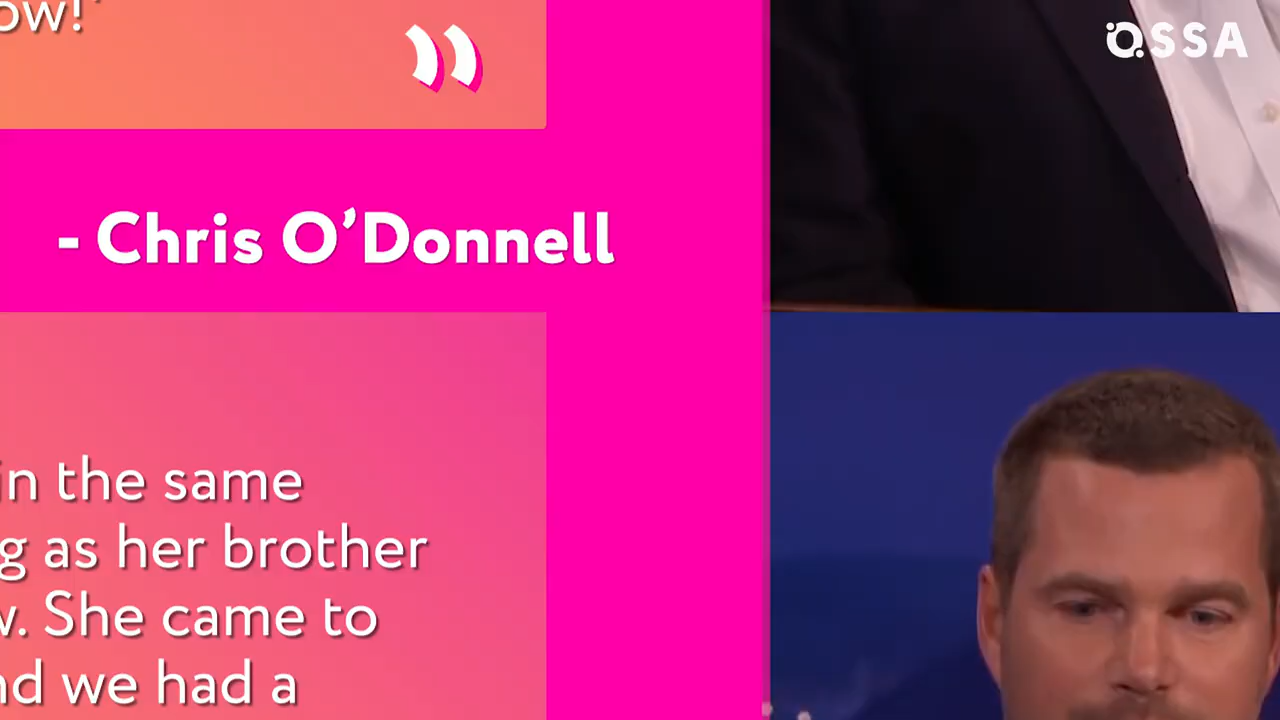 ow!
"
- Chris O’Donnell
in the same
g as her brother
w. She came to
nd we had a
OSSA